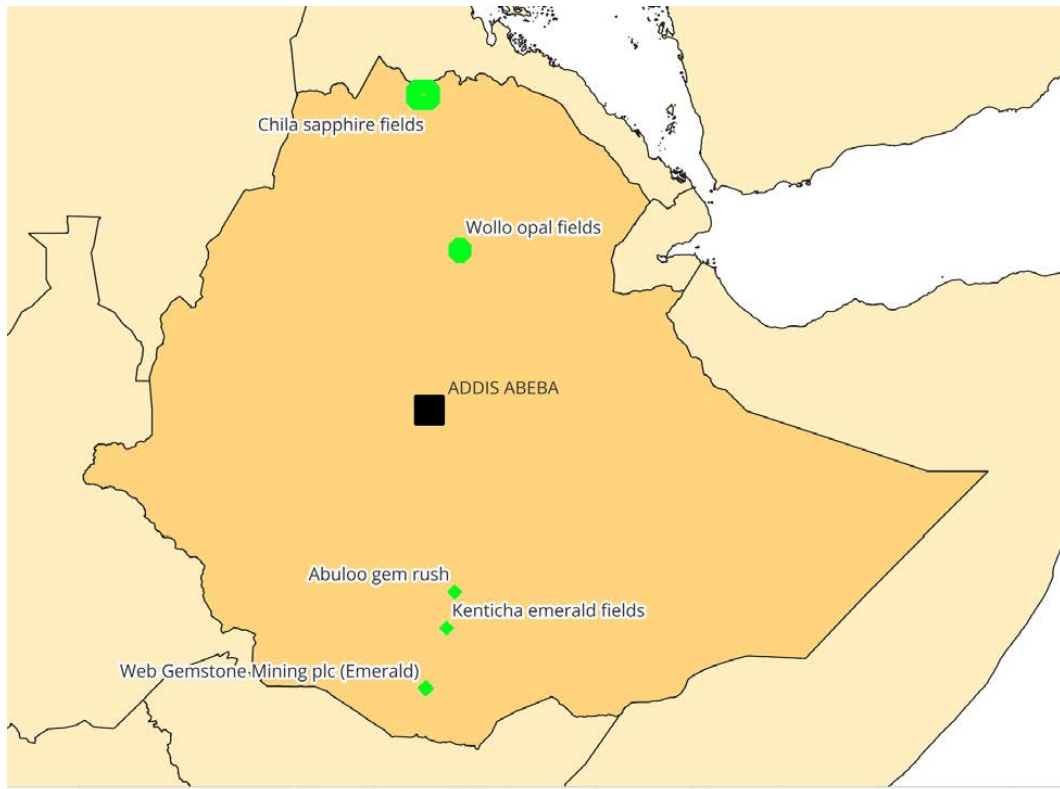 Chila sapphire fields
Wollo opal fields
ADDIS ABEBA
Abuloo gem rush
Kenticha emerald fields
Web Gemstone Mining plc (Emerald)